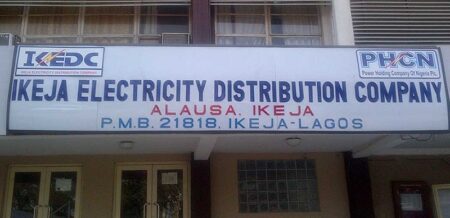 IKEDC
IKEJA ELECTRICITY DISTRIBUTION COMPANY
PHCN
Power Holding Company Of Nigeria Plc.
IKEJA ELECTRICITY DISTRIBUTION COMPANY
ALAUSA, IKEJA
P.M.B. 21818, IKEJA-LAGOS